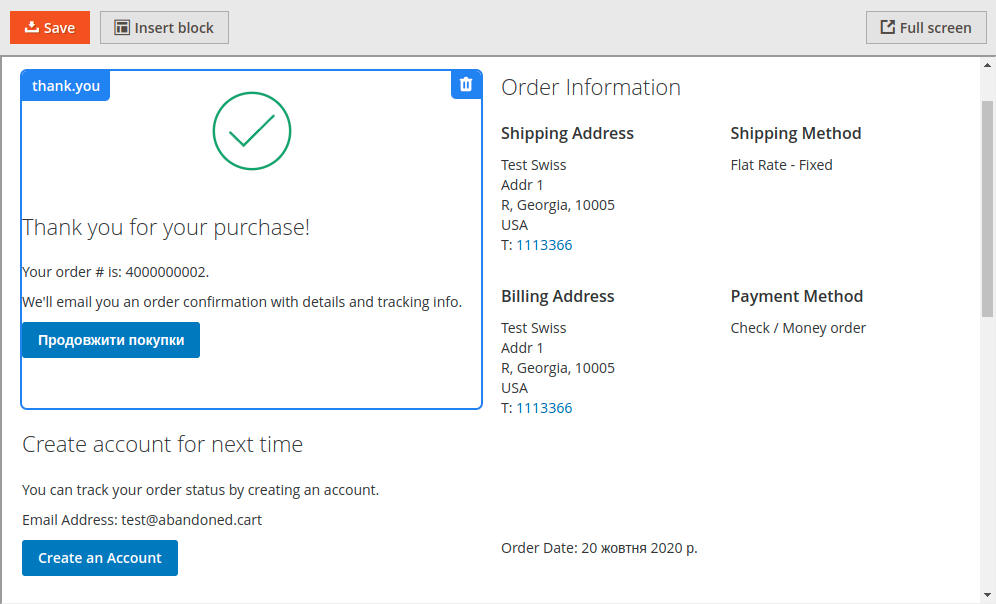 Save
Insert block
Full screen
thank.you
Thank you for your purchase!
Your order # is: 4000000002.
We'll email you an order confirmation with details and tracking info.
Продовжити покупки
Create account for next time
You can track your order status by creating an account.
Email Address: test@abandoned.cart
Create an Account
Order Information
Shipping Address
Test Swiss
Addr 1
R, Georgia, 10005
USA
T: 1113366
Shipping Method
Flat Rate - Fixed
Billing Address
Test Swiss
Addr 1
R, Georgia, 10005
USA
T: 1113366
Payment Method
Check / Money order
Order Date: 20 жовтня 2020 р.